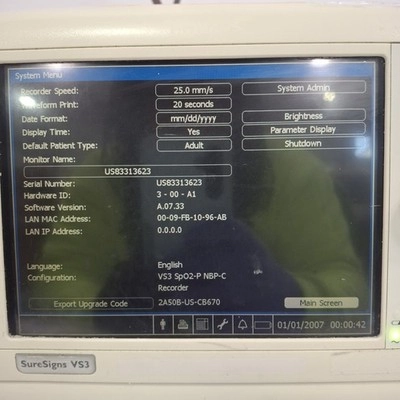 System Menu
Recorder Speed: 25.0 mm/s System Admin
Waveform Print: 20 seconds
Date Format: mm/dd/yyyy Brightness
Display Time: Yes Parameter Display
Default Patient Type: Adult Shutdown
Monitor Name:
US83313623
Serial Number: US83313623
Hardware ID: 3 - 00 - A1
Software Version: A.07.33
LAN MAC Address: 00-09-FB-10-96-AB
LAN IP Address: 0.0.0.0
Language: English
Configuration: VS3 SpO2-P NBP-C
Recorder
Export Upgrade Code 2A50B-US-CB670 Main Screen
01/01/2007 00:00:42
SureSigns VS3